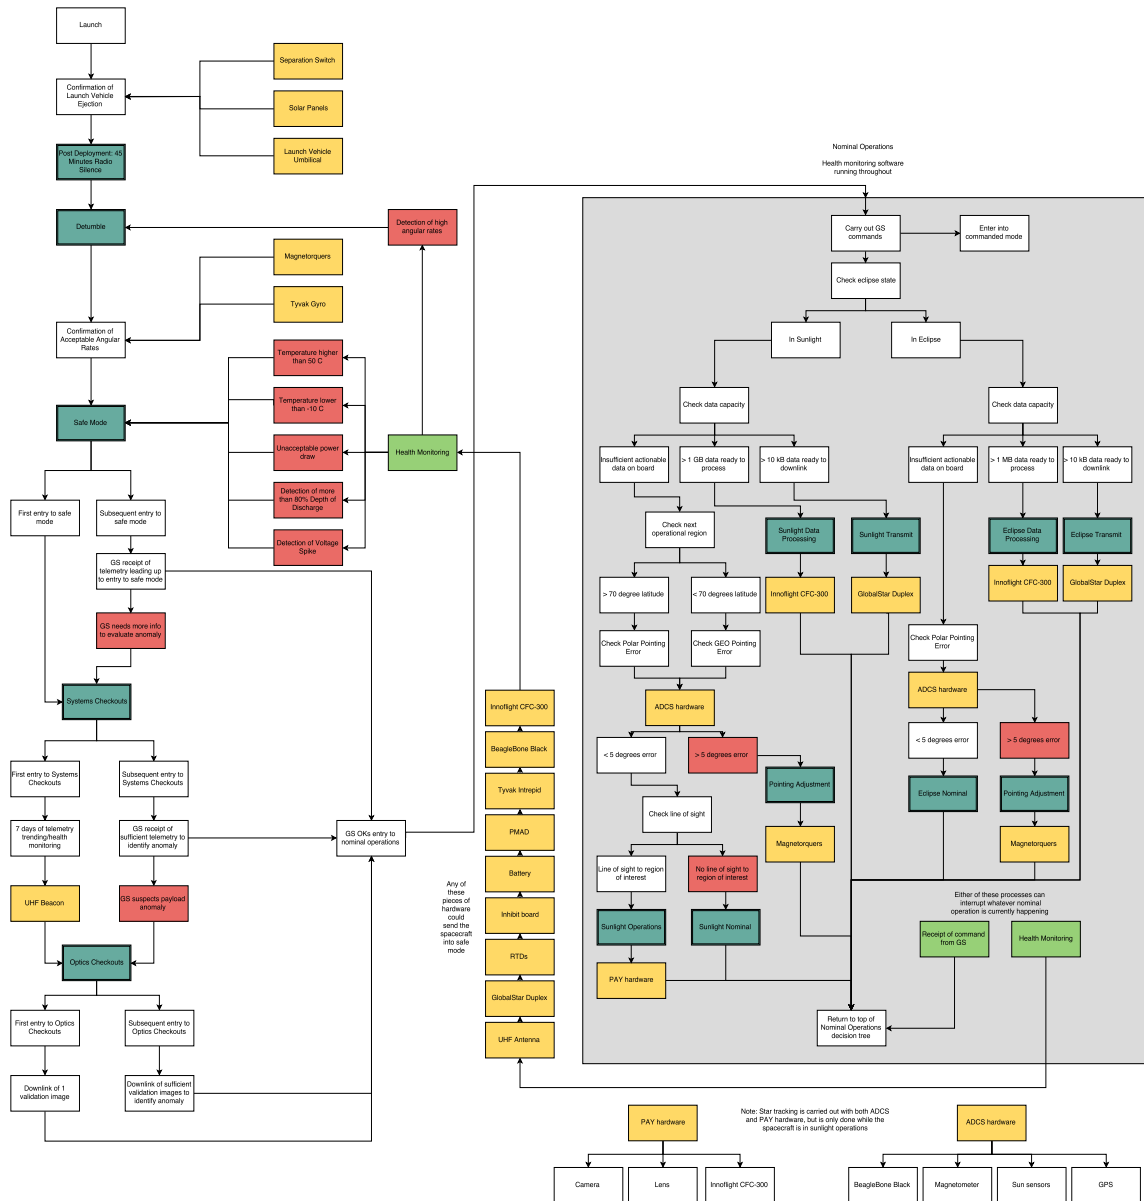 Launch
Confirmation of
Launch Vehicle
Ejection
Separation Switch
Solar Panels
Launch Vehicle
Umbilical
Post Deployment: 45
Minutes Radio
Silence
Detumble
Detection of high
angular rates
Magnetorquers
Tyvak Gyro
Confirmation of
Acceptable Angular
Rates
Temperature higher
than 50 C
Temperature lower
than -10 C
Unacceptable power
draw
Detection of more
than 80% Depth of
Discharge
Detection of Voltage
Spike
Health Monitoring
Safe Mode
First entry to safe
mode
Subsequent entry to
safe mode
GS receipt of
telemetry leading up
to entry to safe mode
GS needs more info
to evaluate anomaly
Systems Checkouts
First entry to Systems
Checkouts
Subsequent entry to
Systems Checkouts
7 days of telemetry
trending/health
monitoring
GS receipt of
sufficient telemetry to
identify anomaly
GS OKs entry to
nominal operations
UHF Beacon
GS suspects payload
anomaly
Optics Checkouts
First entry to Optics
Checkouts
Subsequent entry to
Optics Checkouts
Downlink of 1
validation image
Downlink of sufficient
validation images to
identify anomaly
Any of
these
pieces of
hardware
could
send the
spacecraft
into safe
mode
Innoflight CFC-300
BeagleBone Black
Tyvak Intrepid
PMAD
Battery
Inhibit board
RTDs
GlobalStar Duplex
UHF Antenna
Nominal Operations
Health monitoring software
running throughout
Carry out GS
commands
Enter into
commanded mode
Check eclipse state
In Sunlight
In Eclipse
Check data capacity
Check data capacity
Insufficient actionable
data on board
> 1 GB data ready to
process
> 10 kB data ready to
downlink
Insufficient actionable
data on board
> 1 MB data ready to
process
> 10 kB data ready to
downlink
Check next
operational region
Sunlight Data
Processing
Sunlight Transmit
Eclipse Data
Processing
Eclipse Transmit
> 70 degree latitude
< 70 degrees latitude
Innoflight CFC-300
GlobalStar Duplex
Innoflight CFC-300
GlobalStar Duplex
Check Polar Pointing
Error
Check GEO Pointing
Error
Check Polar Pointing
Error
ADCS hardware
ADCS hardware
< 5 degrees error
> 5 degrees error
< 5 degrees error
> 5 degrees error
Pointing Adjustment
Eclipse Nominal
Pointing Adjustment
Check line of sight
Magnetorquers
Magnetorquers
Line of sight to region
of interest
No line of sight to
region of interest
Sunlight Operations
Sunlight Nominal
PAY hardware
Either of these processes can
interrupt whatever nominal
operation is currently happening
Receipt of command
from GS
Health Monitoring
Return to top of
Nominal Operations
decision tree
PAY hardware
Note: Star tracking is carried out with both ADCS
and PAY hardware, but is only done while the
spacecraft is in sunlight operations
ADCS hardware
Camera
Lens
Innoflight CFC-300
BeagleBone Black
Magnetometer
Sun sensors
GPS